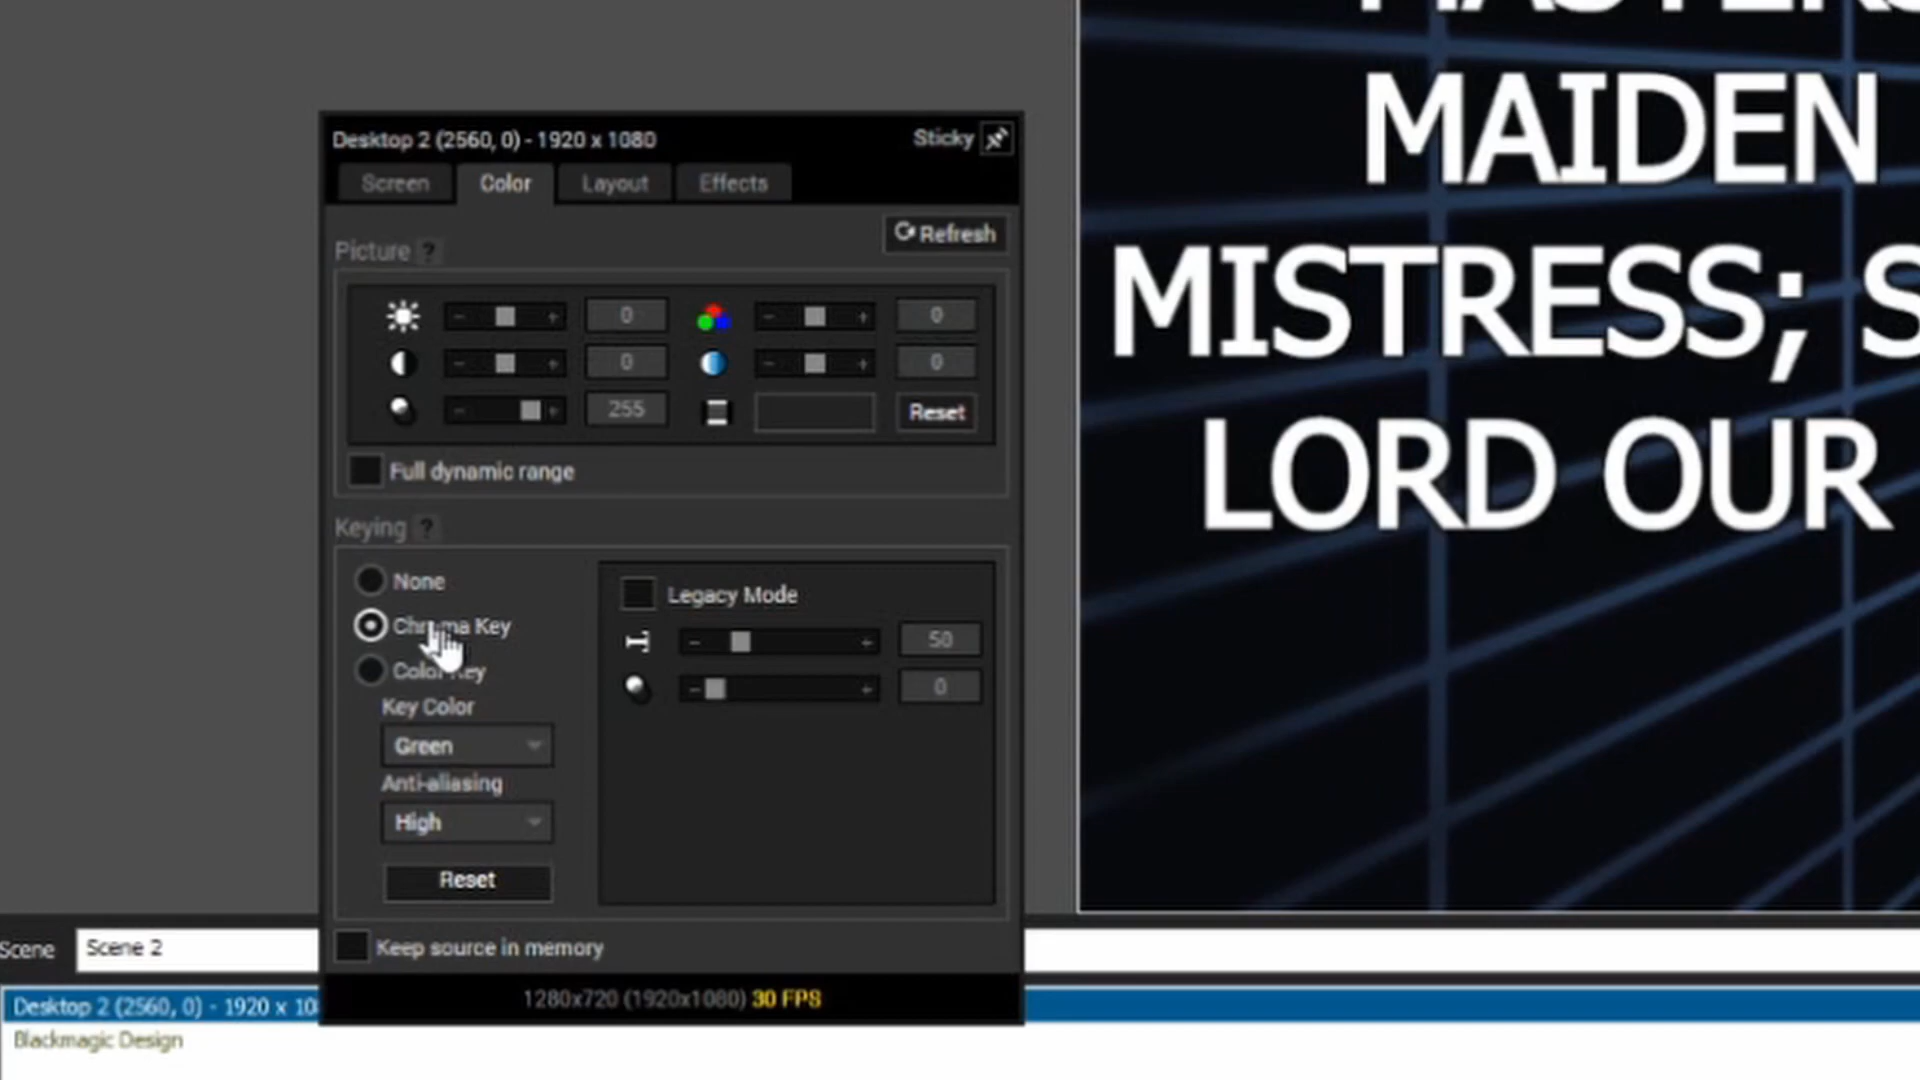 MASTERS
MAIDEN
MISTRESS; S
LORD OUR
Desktop 2 (2560, 0) - 1920 x 1080
Sticky
Screen
Color
Layout
Effects
Refresh
Picture ?
0
0
0
0
255
Reset
Full dynamic range
Keying ?
None
Chroma Key
Color Key
Key Color
Green
Anti-aliasing
High
Reset
Legacy Mode
50
0
Keep source in memory
1280x720 (1920x1080) 30 FPS
Scene
Scene 2
Desktop 2 (2560, 0) - 1920 x 10
Blackmagic Design